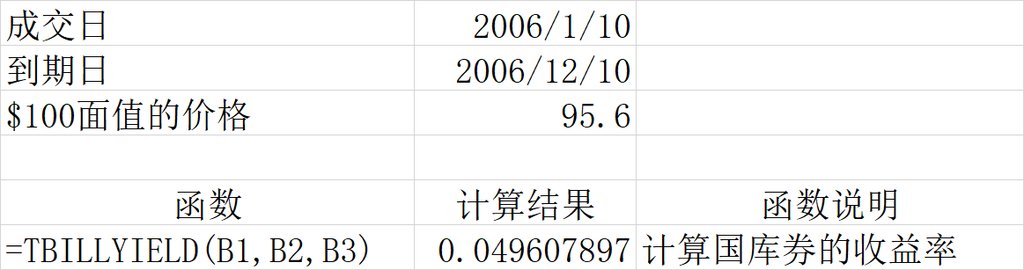 成交日 2006/1/10
到期日 2006/12/10
$100面值的价格 95.6
函数 计算结果 函数说明
=TBILLYIELD(B1,B2,B3) 0.049607897 计算国库券的收益率